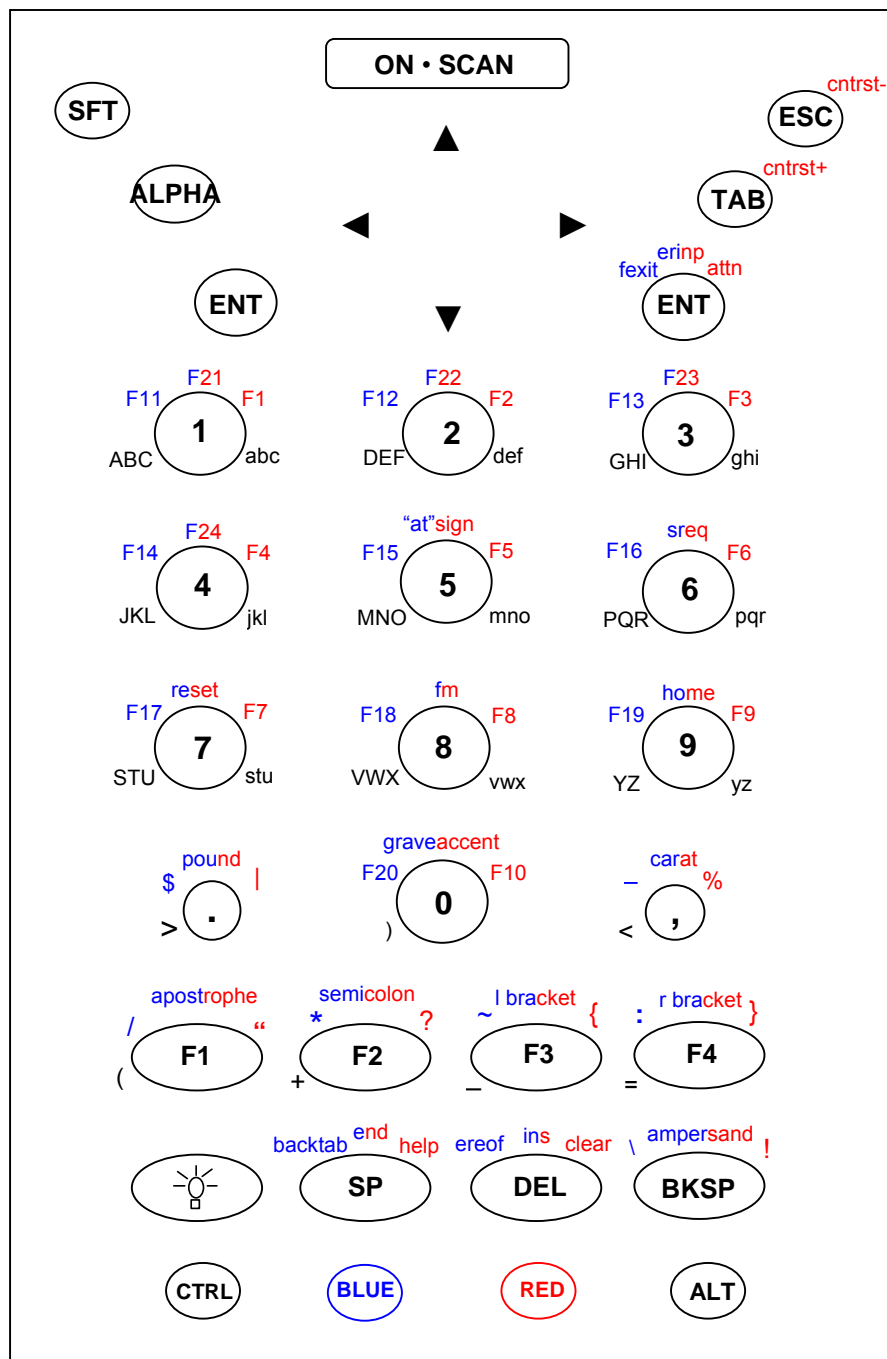 ON • SCAN
SFT
cntrst-
ESC
ALPHA
cntrst+
TAB
ENT
erinp
fexit attn
ENT
F21 F22 F23
F11 F1 F12 F2 F13 F3
1 2 3
ABC abc DEF def GHI ghi
F24 “at”sign sreq
F14 F4 F15 F5 F16 F6
4 5 6
JKL jkl MNO mno PQR pqr
reset fm home
F17 F7 F18 F8 F19 F9
7 8 9
STU stu VWX vwx YZ yz
pound graveaccent carat
$ | F20 F10 – %
. 0 ,
> ) <
apostrophe semicolon l bracket r bracket
/ “ * ? ~ { : }
F1 F2 F3 F4
( + – =
end ins ampersand
backtab help ereof clear \ !
SP DEL BKSP
CTRL BLUE RED ALT